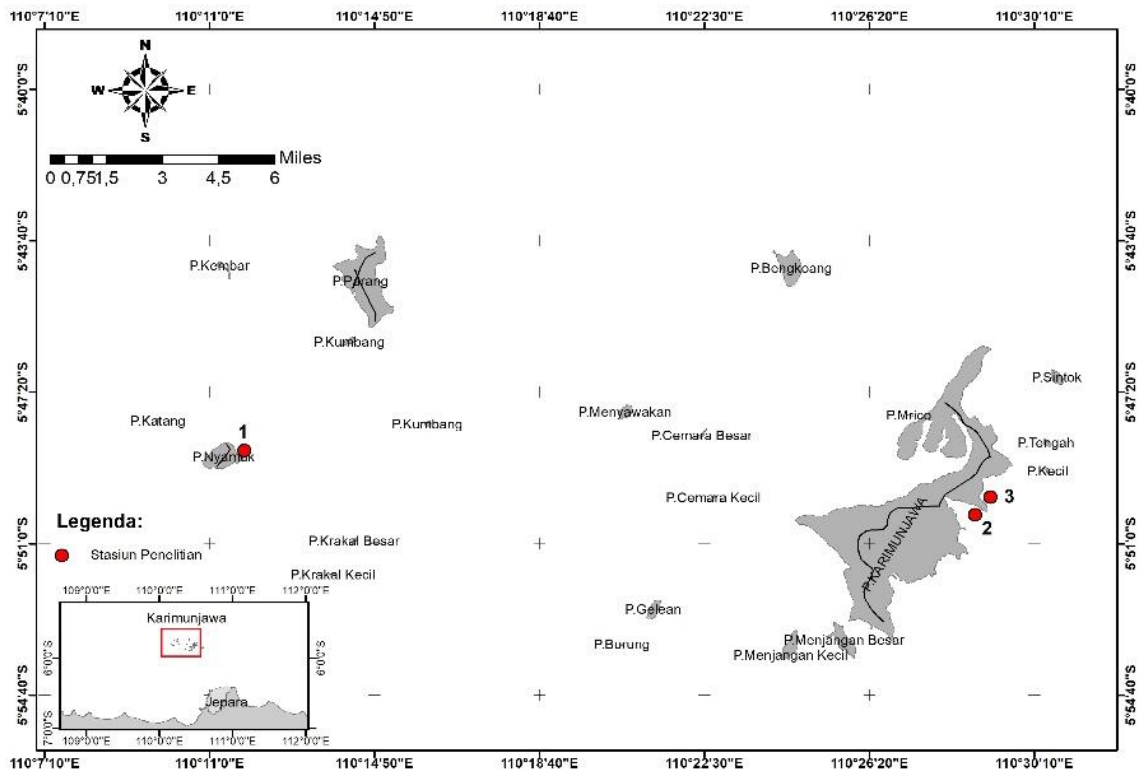 110°7'10"E 110°11'0"E 110°14'50"E 110°18'40"E 110°22'30"E 110°26'20"E 110°30'10"E
N
W E
S
5°40'0"S 5°40'0"S
Miles
0 0,75 1,5 3 4,5 6
5°43'40"S 5°43'40"S
P.Kembar
P.Parang
P.Bengkoang
P.Kumbang
5°47'20"S 5°47'20"S
P.Sintok
P.Katang
P.Kumbang
P.Menyawakan
P.Mrico
P.Cemara Besar
1
P.Nyamuk
P.Tengah
P.Kecil
P.Cemara Kecil
3
2
P.KARIMUNJAWA
Legenda:
Stasiun Penelitian
P.Krakal Besar
5°51'0"S 5°51'0"S
P.Krakal Kecil
P.Gelean
P.Burung
P.Menjangan Besar
P.Menjangan Kecil
109°0'0"E 110°0'0"E 111°0'0"E 112°0'0"E
Karimunjawa
6°0'0"S 6°0'0"S
Jepara
7°0'0"S 7°0'0"S
109°0'0"E 110°0'0"E 111°0'0"E 112°0'0"E
5°54'40"S 5°54'40"S
110°7'10"E 110°11'0"E 110°14'50"E 110°18'40"E 110°22'30"E 110°26'20"E 110°30'10"E